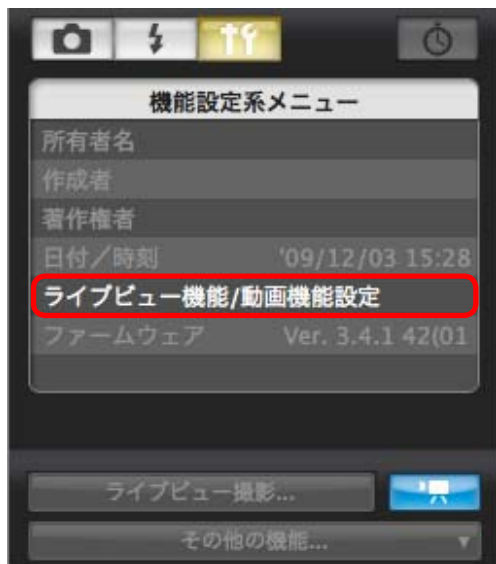 機能設定系メニュー
所有者名
作成者
著作権者
日付／時刻 '09/12/03 15:28
ライブビュー機能/動画機能設定
ファームウェア Ver. 3.4.1 42(01
ライブビュー撮影...
その他の機能...